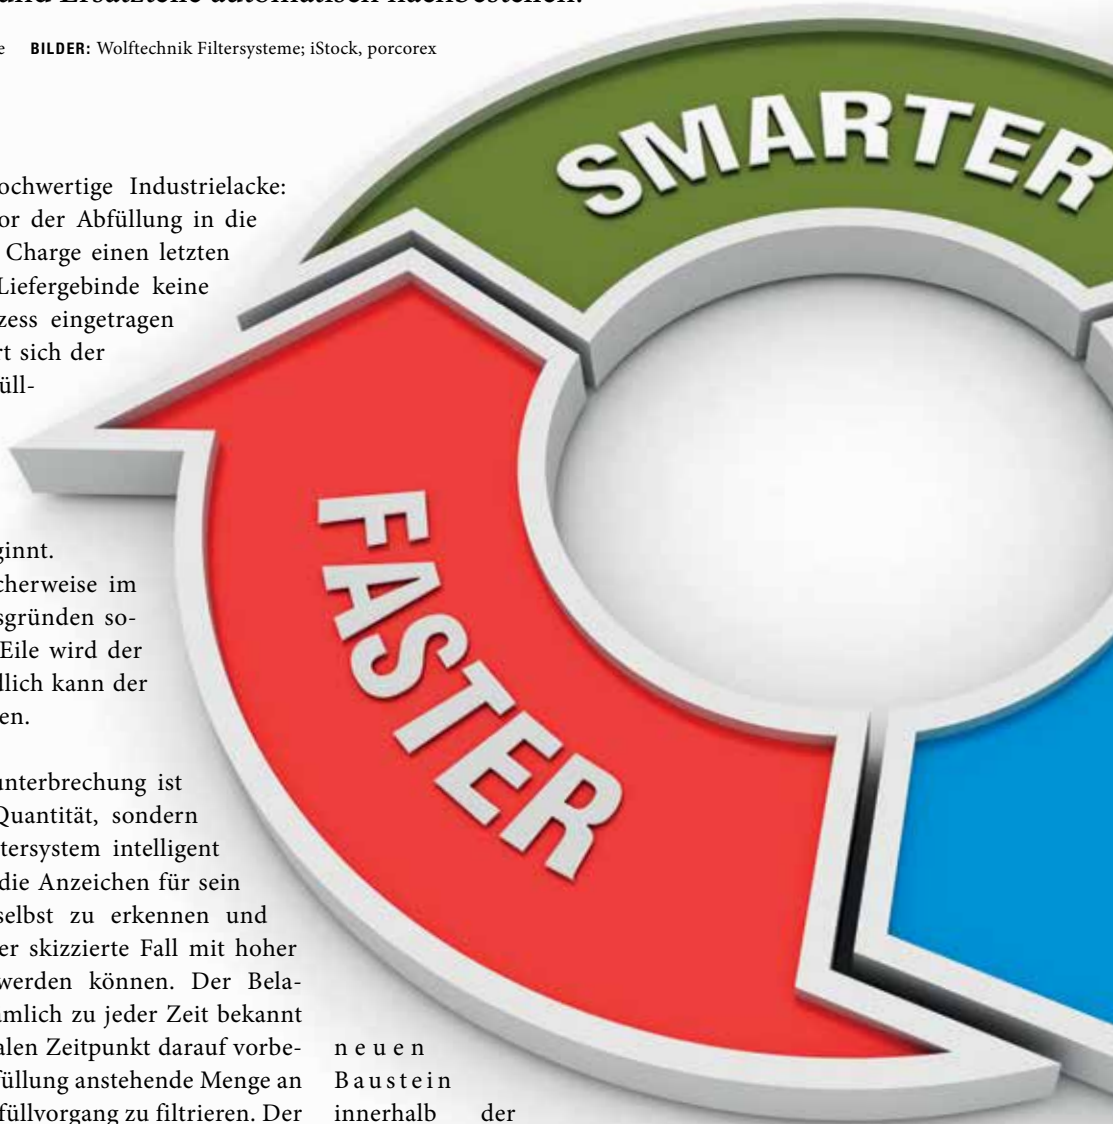 und Ersatzteile automatisch nachbestellen.
e BILDER: Wolftechnik Filtersysteme; iStock, porcorex
ochwertige Industrielacke:
or der Abfüllung in die
Charge einen letzten
Liefergebinde keine
zess eingetragen
rt sich der
üll-
ginnt.
cherweise im
sgründen so-
Eile wird der
dlich kann der
en.
unterbrechung ist
Quantität, sondern
tersystem intelligent
die Anzeichen für sein
selbst zu erkennen und
er skizzierte Fall mit hoher
werden können. Der Bela-
ämlich zu jeder Zeit bekannt
alen Zeitpunkt darauf vorbe-
füllung anstehende Menge an
füllvorgang zu filtrieren. Der
neuen
Baustein
innerhalb der
SMARTER
FASTER